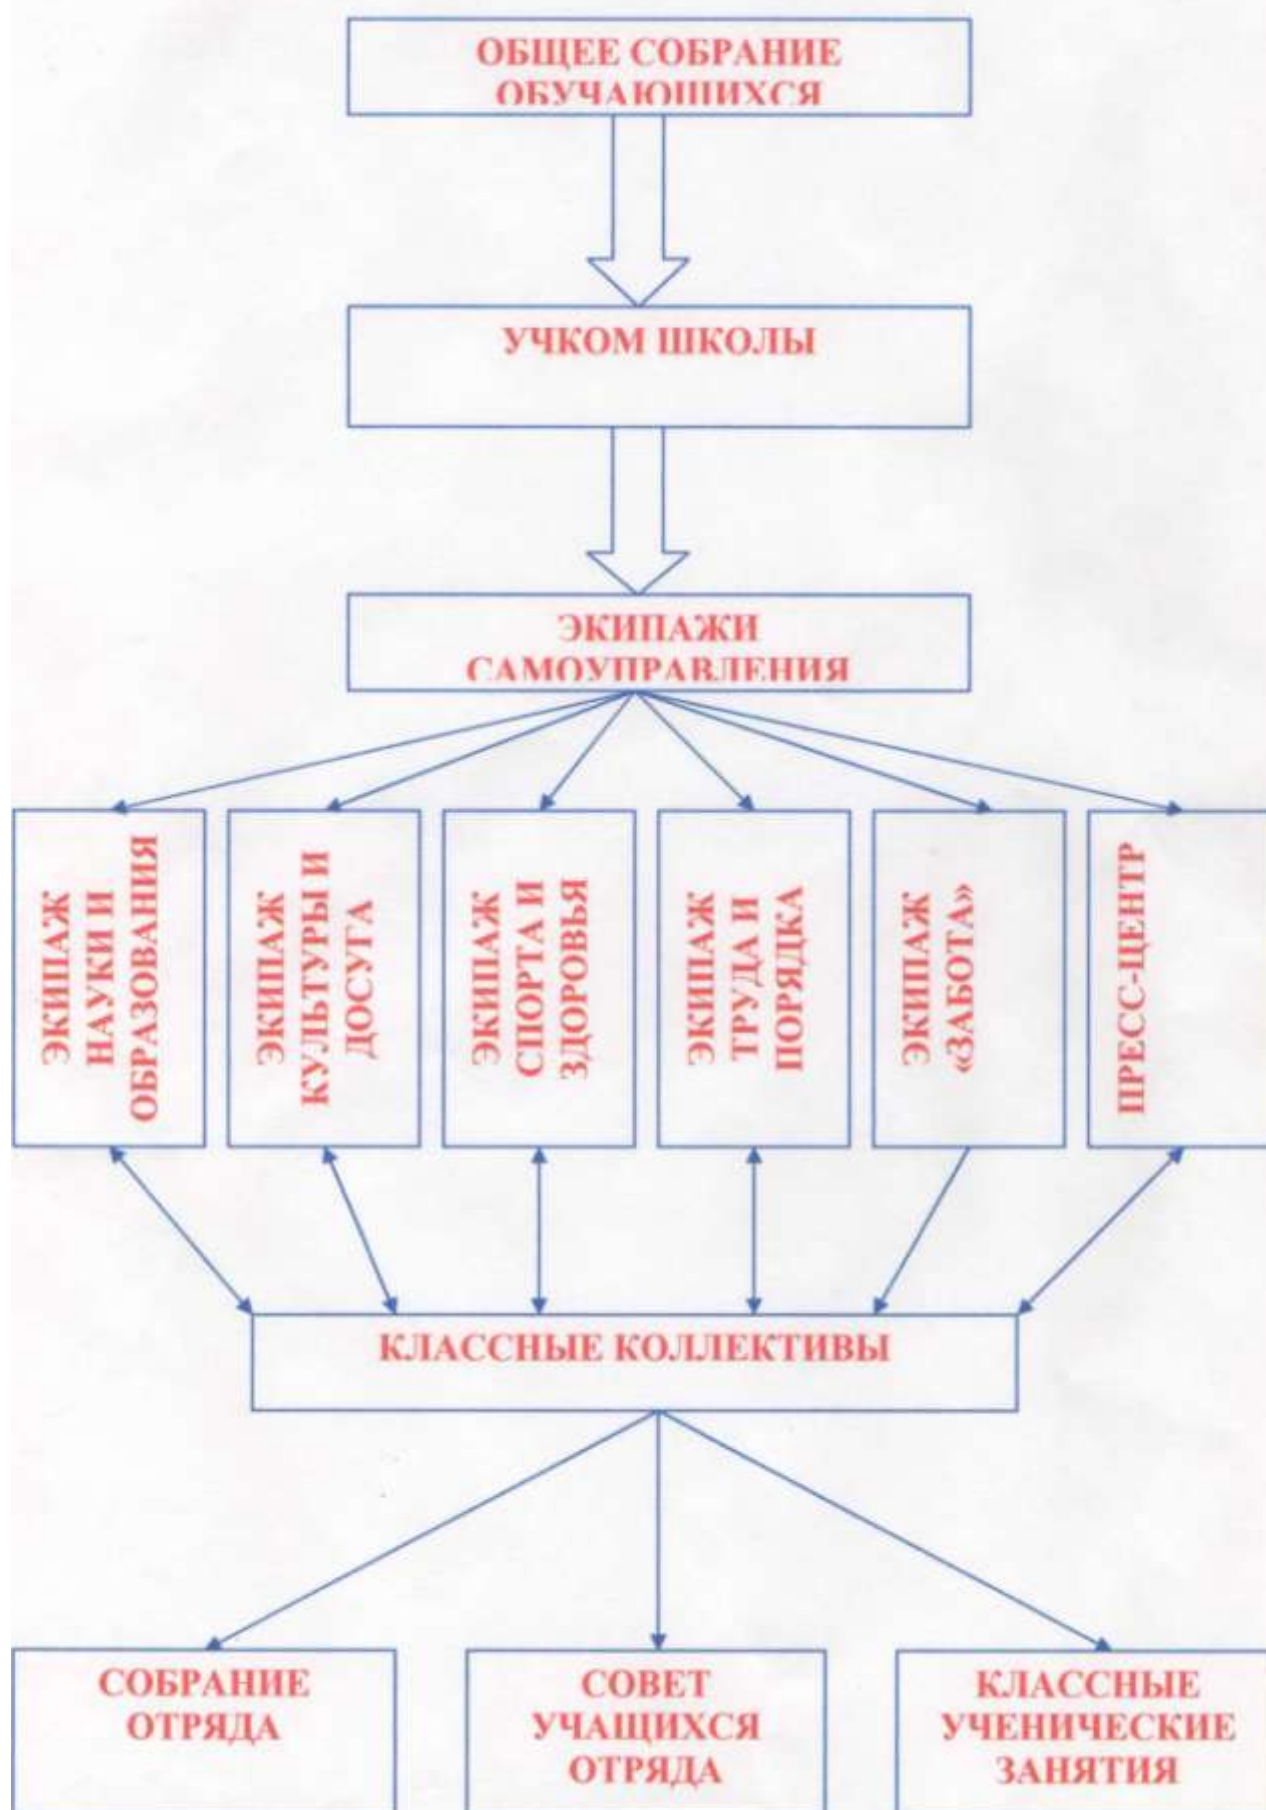 ОБЩЕЕ СОБРАНИЕ
ОБУЧАЮЩИХСЯ
УЧКОМ ШКОЛЫ
ЭКИПАЖИ
САМОУПРАВЛЕНИЯ
ЭКИПАЖ
НАУКИ И
ОБРАЗОВАНИЯ
ЭКИПАЖ
КУЛЬТУРЫ И
ДОСУГА
ЭКИПАЖ
СПОРТА И
ЗДОРОВЬЯ
ЭКИПАЖ
ТРУДА И
ПОРЯДКА
ЭКИПАЖ
«ЗАБОТА»
ПРЕСС-ЦЕНТР
КЛАССНЫЕ КОЛЛЕКТИВЫ
СОБРАНИЕ
ОТРЯДА
СОВЕТ
УЧАЩИХСЯ
ОТРЯДА
КЛАССНЫЕ
УЧЕНИЧЕСКИЕ
ЗАНЯТИЯ